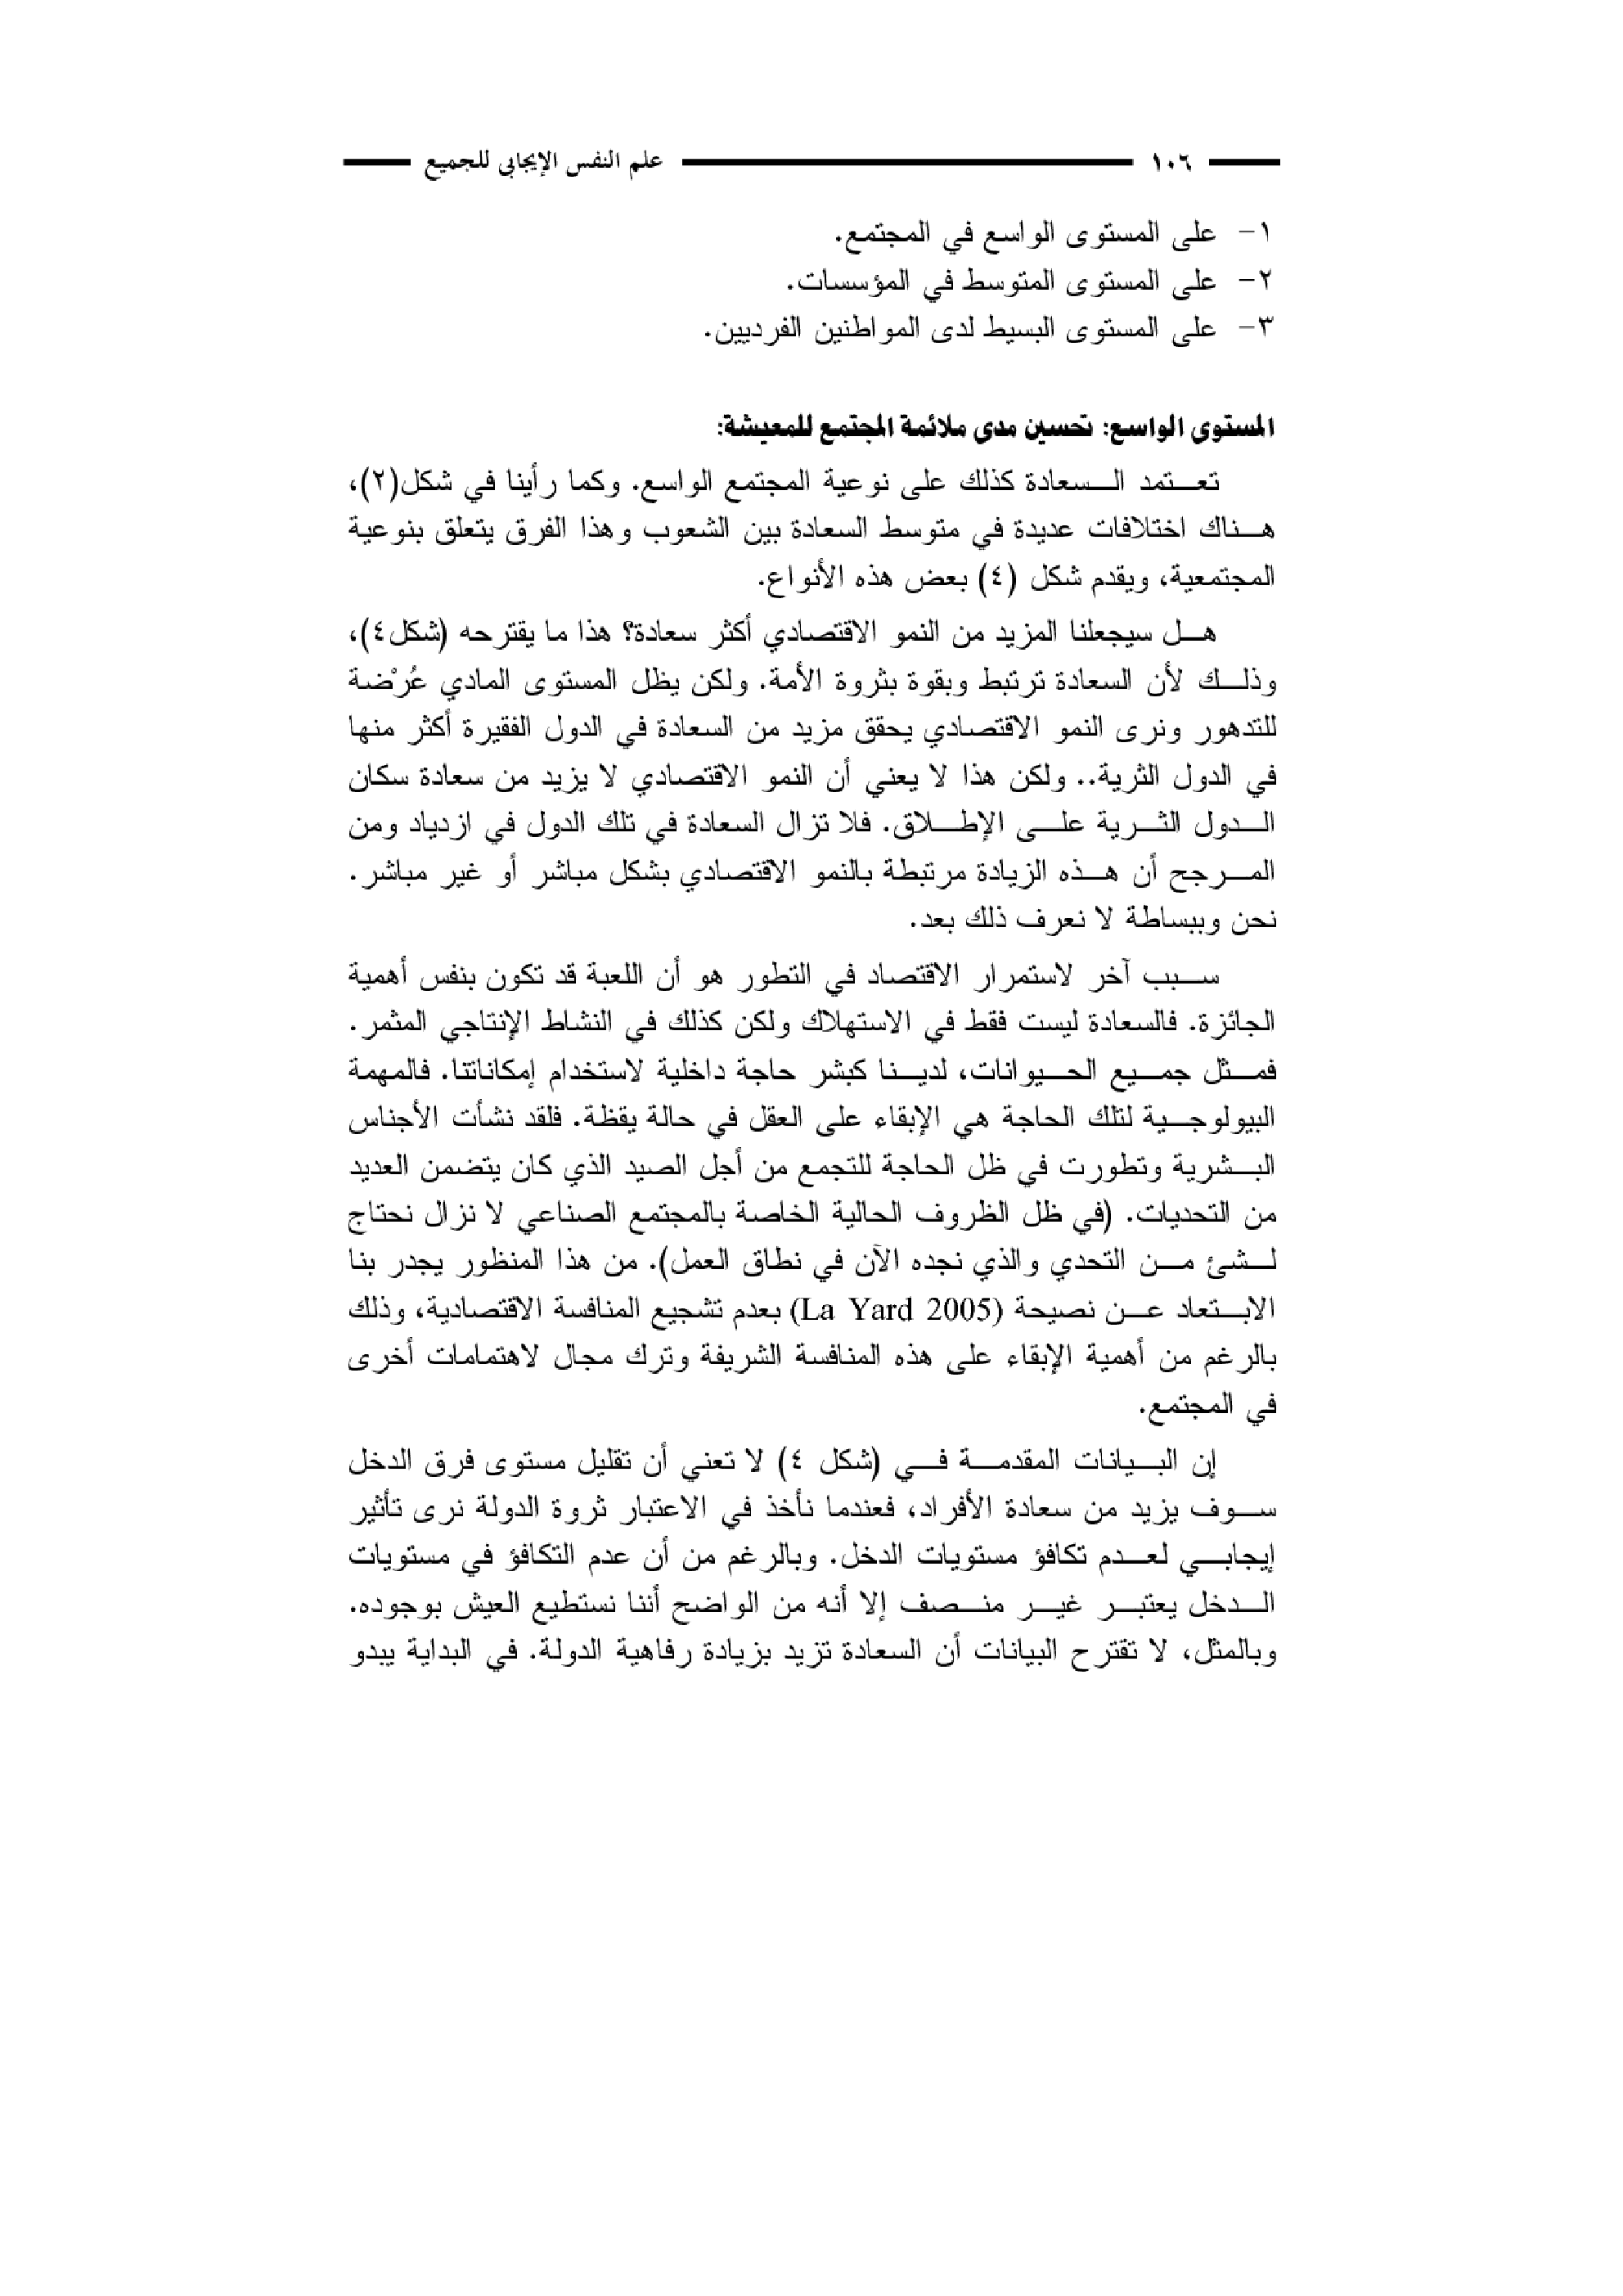 ١٠٦ علم النفس الإيجابي للجميع
١- على المستوى الواسع في المجتمع.
٢- على المستوى المتوسط في المؤسسات.
٣- على المستوى البسيط لدى المواطنين الفرديين.
المستوى الواسع: تحسين مدى ملائمة المجتمع للمعيشة:
تعتمد السعادة كذلك على نوعية المجتمع الواسع. وكما رأينا في شكل(٢)،
هناك اختلافات عديدة في متوسط السعادة بين الشعوب وهذا الفرق يتعلق بنوعية
المجتمعية، ويقدم شكل (٤) بعض هذه الأنواع.
هل سيجعلنا المزيد من النمو الاقتصادي أكثر سعادة؟ هذا ما يقترحه (شكل٤)،
وذلك لأن السعادة ترتبط وبقوة بثروة الأمة. ولكن يظل المستوى المادي عُرْضة
للتدهور ونرى النمو الاقتصادي يحقق مزيد من السعادة في الدول الفقيرة أكثر منها
في الدول الثرية.. ولكن هذا لا يعني أن النمو الاقتصادي لا يزيد من سعادة سكان
الدول الثرية على الإطلاق. فلا تزال السعادة في تلك الدول في ازدياد ومن
المرجح أن هذه الزيادة مرتبطة بالنمو الاقتصادي بشكل مباشر أو غير مباشر.
نحن وببساطة لا نعرف ذلك بعد.
سبب آخر لاستمرار الاقتصاد في التطور هو أن اللعبة قد تكون بنفس أهمية
الجائزة. فالسعادة ليست فقط في الاستهلاك ولكن كذلك في النشاط الإنتاجي المثمر.
فمثل جميع الحيوانات، لدينا كبشر حاجة داخلية لاستخدام إمكاناتنا. فالمهمة
البيولوجية لتلك الحاجة هي الإبقاء على العقل في حالة يقظة. فلقد نشأت الأجناس
البشرية وتطورت في ظل الحاجة للتجمع من أجل الصيد الذي كان يتضمن العديد
من التحديات. (في ظل الظروف الحالية الخاصة بالمجتمع الصناعي لا نزال نحتاج
لشئ من التحدي والذي نجده الآن في نطاق العمل). من هذا المنظور يجدر بنا
الابتعاد عن نصيحة (La Yard 2005) بعدم تشجيع المنافسة الاقتصادية، وذلك
بالرغم من أهمية الإبقاء على هذه المنافسة الشريفة وترك مجال لاهتمامات أخرى
في المجتمع.
إن البيانات المقدمة في (شكل ٤) لا تعني أن تقليل مستوى فرق الدخل
سوف يزيد من سعادة الأفراد، فعندما نأخذ في الاعتبار ثروة الدولة نرى تأثير
إيجابي لعدم تكافؤ مستويات الدخل. وبالرغم من أن عدم التكافؤ في مستويات
الدخل يعتبر غير منصف إلا أنه من الواضح أننا نستطيع العيش بوجوده.
وبالمثل، لا تقترح البيانات أن السعادة تزيد بزيادة رفاهية الدولة. في البداية يبدو